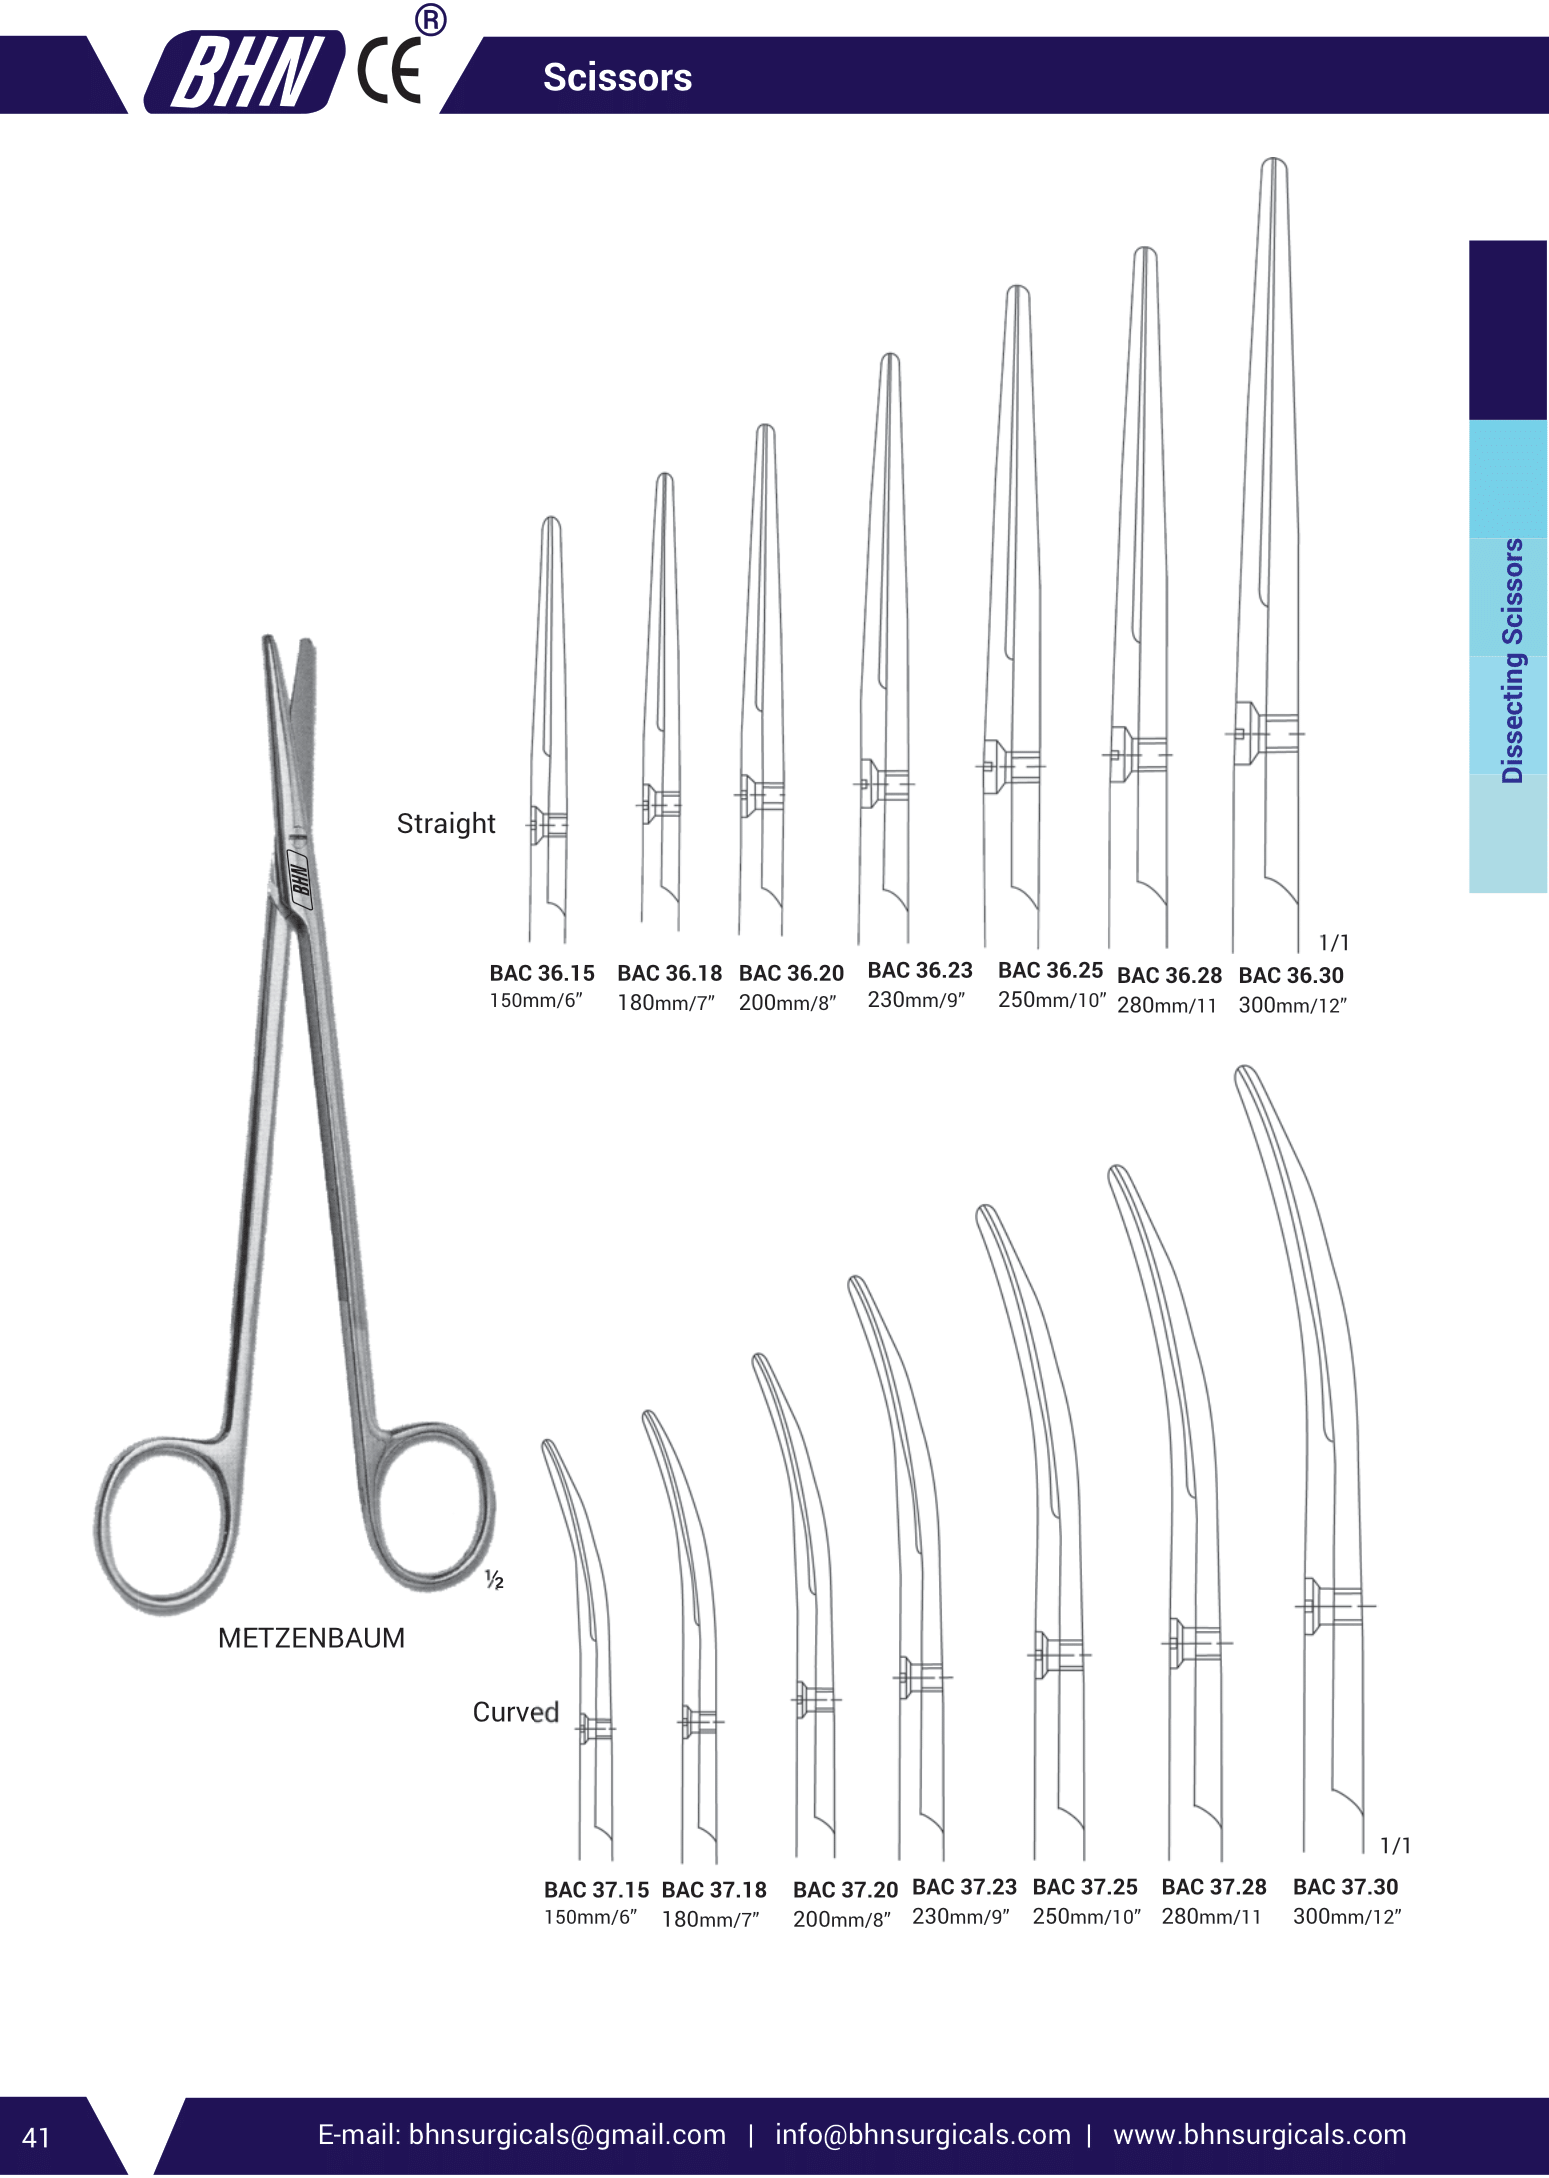 BHN CE ®
Scissors
Dissecting Scissors
BHN
Straight
1/1
BAC 36.15 BAC 36.18 BAC 36.20 BAC 36.23 BAC 36.25 BAC 36.28 BAC 36.30
150mm/6” 180mm/7” 200mm/8” 230mm/9” 250mm/10” 280mm/11 300mm/12”
½
METZENBAUM
Curved
1/1
BAC 37.15 BAC 37.18 BAC 37.20 BAC 37.23 BAC 37.25 BAC 37.28 BAC 37.30
150mm/6” 180mm/7” 200mm/8” 230mm/9” 250mm/10” 280mm/11 300mm/12”
41
E-mail: bhnsurgicals@gmail.com | info@bhnsurgicals.com | www.bhnsurgicals.com